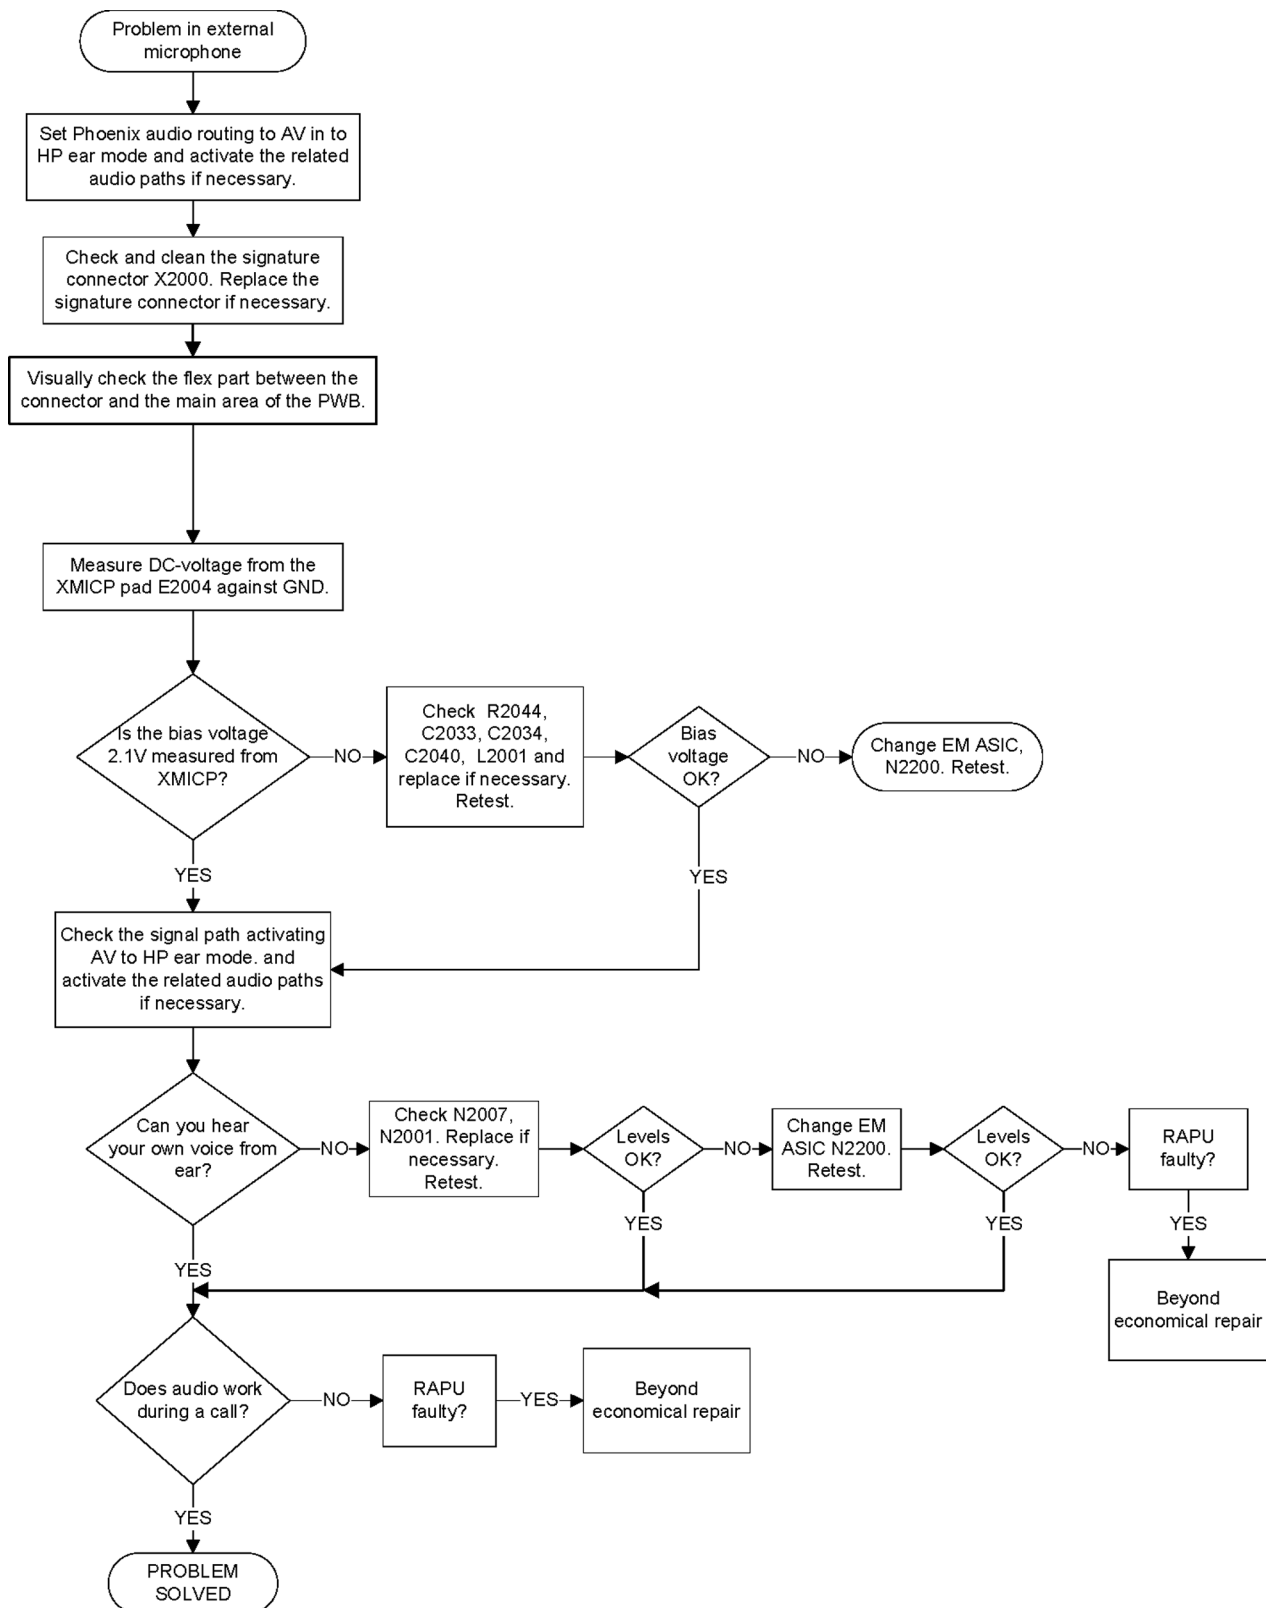 Problem in external
microphone
Set Phoenix audio routing to AV in to
HP ear mode and activate the related
audio paths if necessary.
Check and clean the signature
connector X2000. Replace the
signature connector if necessary.
Visually check the flex part between the
connector and the main area of the PWB.
Measure DC-voltage from the
XMICP pad E2004 against GND.
Is the bias voltage
2.1V measured from
XMICP?
NO
Check R2044,
C2033, C2034,
C2040, L2001 and
replace if necessary.
Retest.
Bias
voltage
OK?
NO
Change EM ASIC,
N2200. Retest.
YES
YES
Check the signal path activating
AV to HP ear mode. and
activate the related audio paths
if necessary.
Can you hear
your own voice from
ear?
NO
Check N2007,
N2001. Replace if
necessary.
Retest.
Levels
OK?
NO
Change EM
ASIC N2200.
Retest.
Levels
OK?
NO
RAPU
faulty?
YES
YES
YES
YES
Beyond
economical repair
Does audio work
during a call?
NO
RAPU
faulty?
YES
Beyond
economical repair
YES
PROBLEM
SOLVED